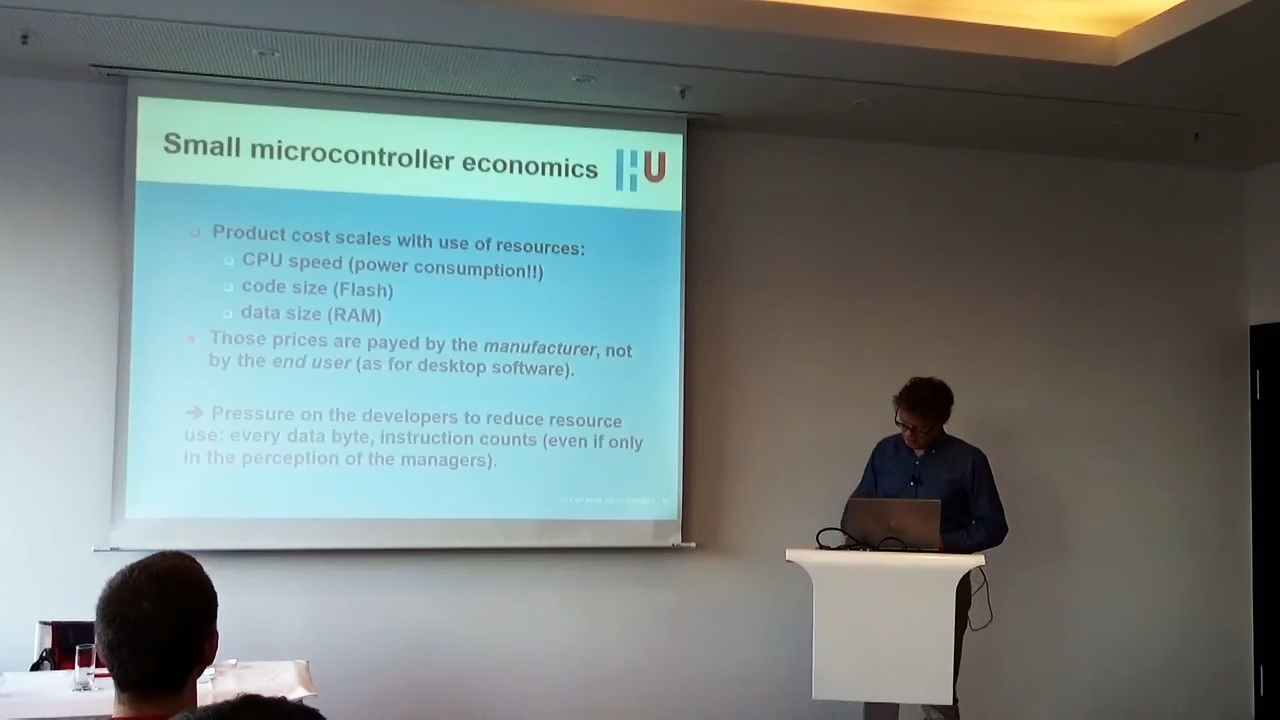 Small microcontroller economics
HU
Product cost scales with use of resources:
CPU speed (power consumption!!)
code size (Flash)
data size (RAM)
Those prices are payed by the manufacturer, not
by the end user (as for desktop software).
➔ Pressure on the developers to reduce resource
use: every data byte, instruction counts (even if only
in the perception of the managers).